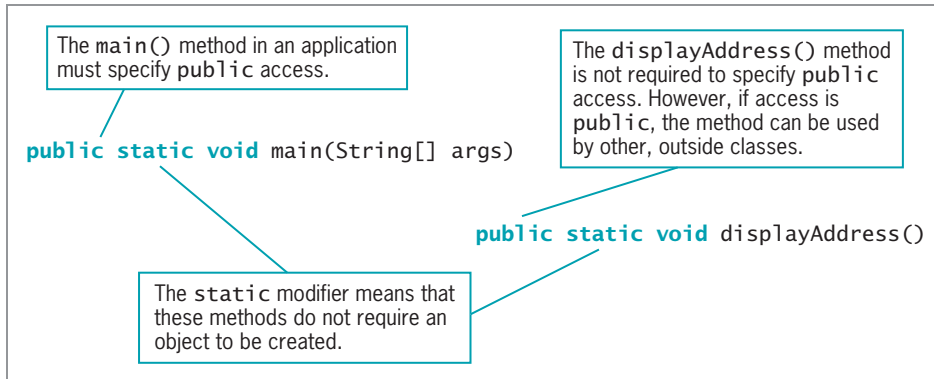 The main() method in an application
must specify public access.
The displayAddress() method
is not required to specify public
access. However, if access is
public, the method can be used
by other, outside classes.
public static void main(String[] args)
public static void displayAddress()
The static modifier means that
these methods do not require an
object to be created.